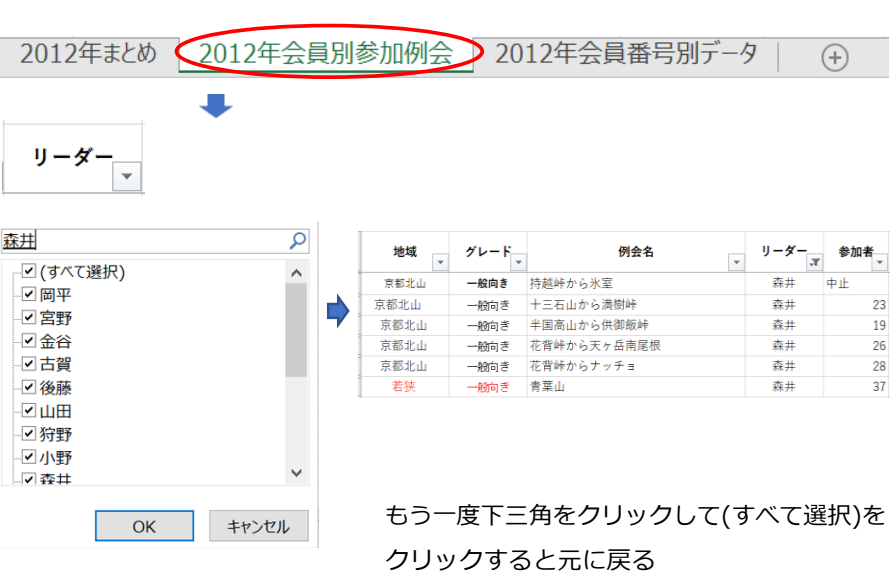 2012年まとめ 2012年会員別参加例会 2012年会員番号別データ
リーダー
森井
(すべて選択)
岡平
宮野
金谷
古賀
後藤
山田
狩野
小野
森井
OK キャンセル
地域 グレード 例会名 リーダー 参加者
京都北山 一般向き 持越峠から氷室 森井 中止
京都北山 一般向き 十三石山から満樹峠 森井 23
京都北山 一般向き 半国高山から供御飯峠 森井 19
京都北山 一般向き 花背峠から天ヶ岳南尾根 森井 26
京都北山 一般向き 花背峠からナッチョ 森井 28
若狭 一般向き 青葉山 森井 37
もう一度下三角をクリックして(すべて選択)を
クリックすると元に戻る